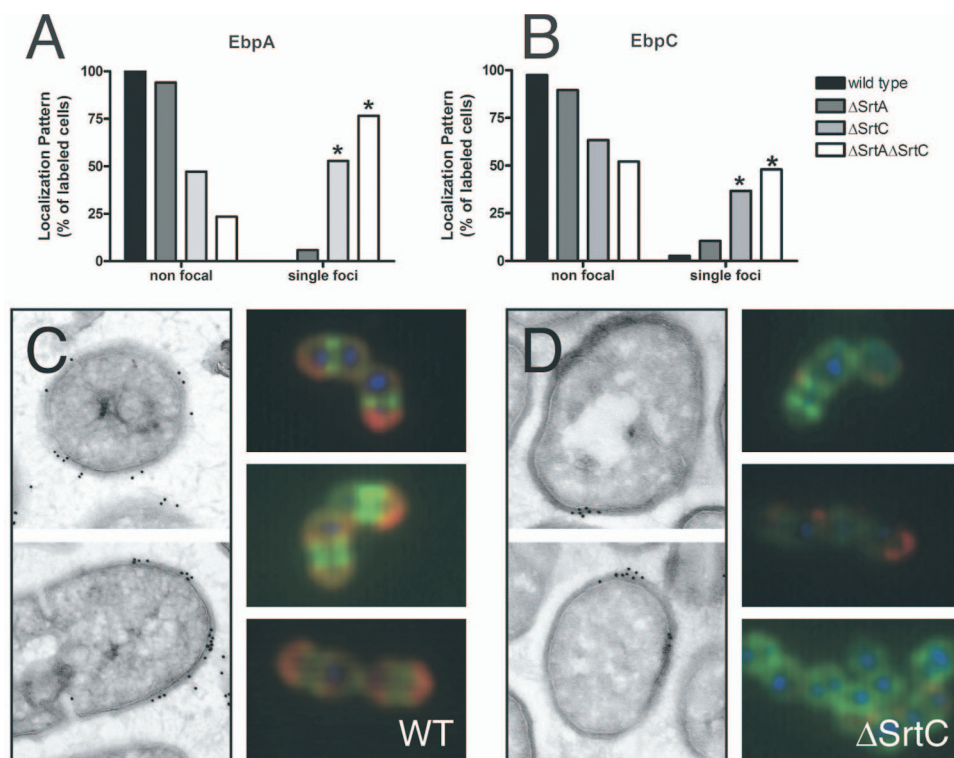 A
EbpA
Localization Pattern
(% of labeled cells)
100
75
50
25
0
*
*
non focal
single foci
B
EbpC
Localization Pattern
(% of labeled cells)
100
75
50
25
0
*
*
non focal
single foci
wild type
ΔSrtA
ΔSrtC
ΔSrtAΔSrtC
C
WT
D
ΔSrtC